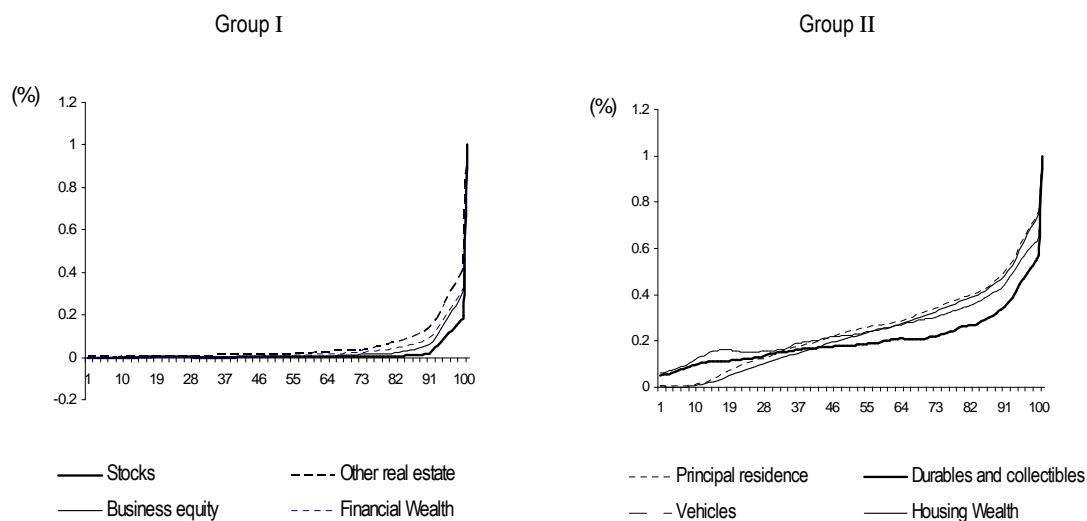 Group I
Group II
(%)
1.2
1
0.8
0.6
0.4
0.2
0
-0.2
1 10 19 28 37 46 55 64 73 82 91 100
Stocks
Other real estate
Business equity
Financial Wealth
(%)
1.2
1
0.8
0.6
0.4
0.2
0
1 10 19 28 37 46 55 64 73 82 91 100
Principal residence
Durables and collectibles
Vehicles
Housing Wealth